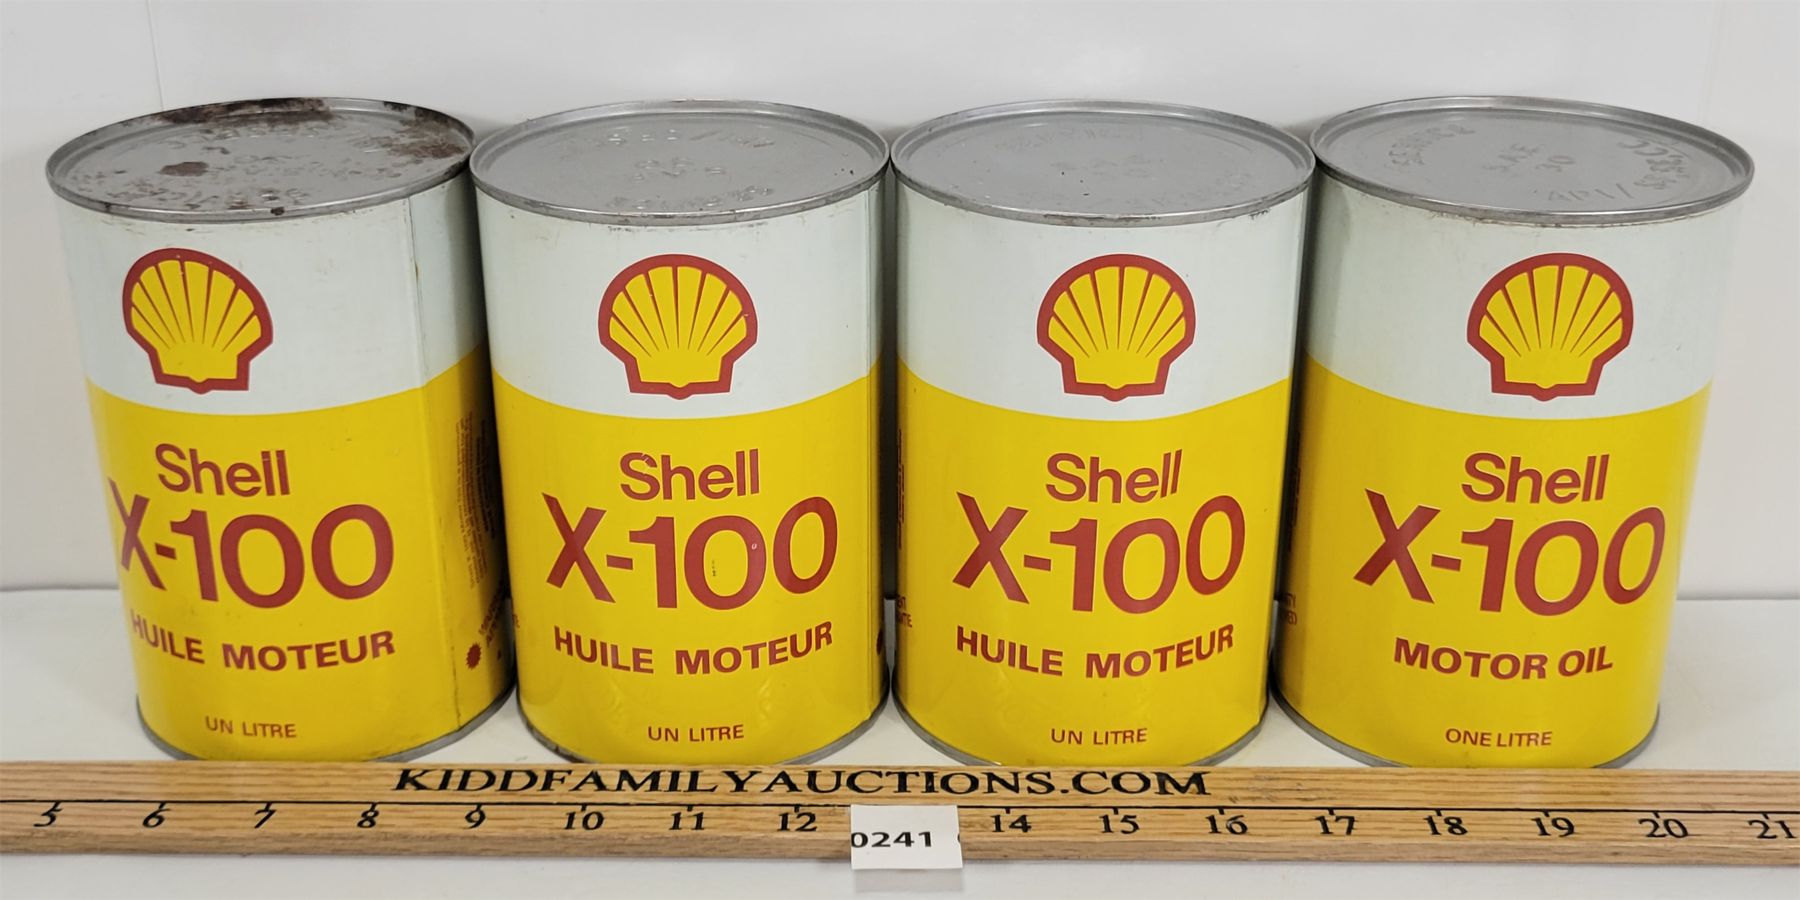 Shell
X-100
HUILE MOTEUR
UN LITRE
Shell
X-100
HUILE MOTEUR
UN LITRE
Shell
X-100
HUILE MOTEUR
UN LITRE
SAE
30
Shell
X-100
MOTOR OIL
ONE LITRE
KIDDFAMILYAUCTIONS.COM
5 6 7 8 9 10 11 12 14 15 16 17 18 19 20 21
0241